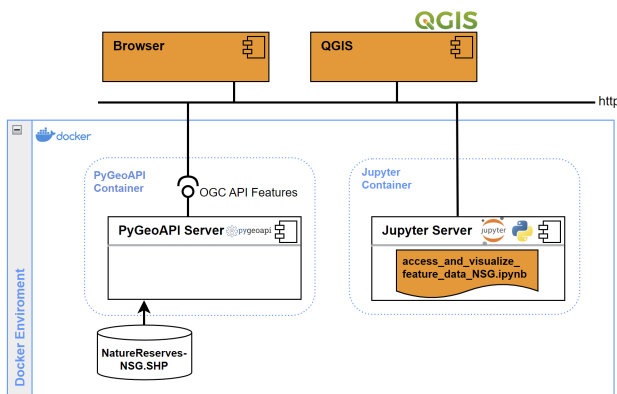 QGIS
Browser
QGIS
http
docker
PyGeoAPI
Container
OGC API Features
PyGeoAPI Server
pygeoapi
Jupyter
Container
Jupyter Server
jupyter
access_and_visualize_
feature_data_NSG.ipynb
NatureReserves-
NSG.SHP
Docker Enviroment